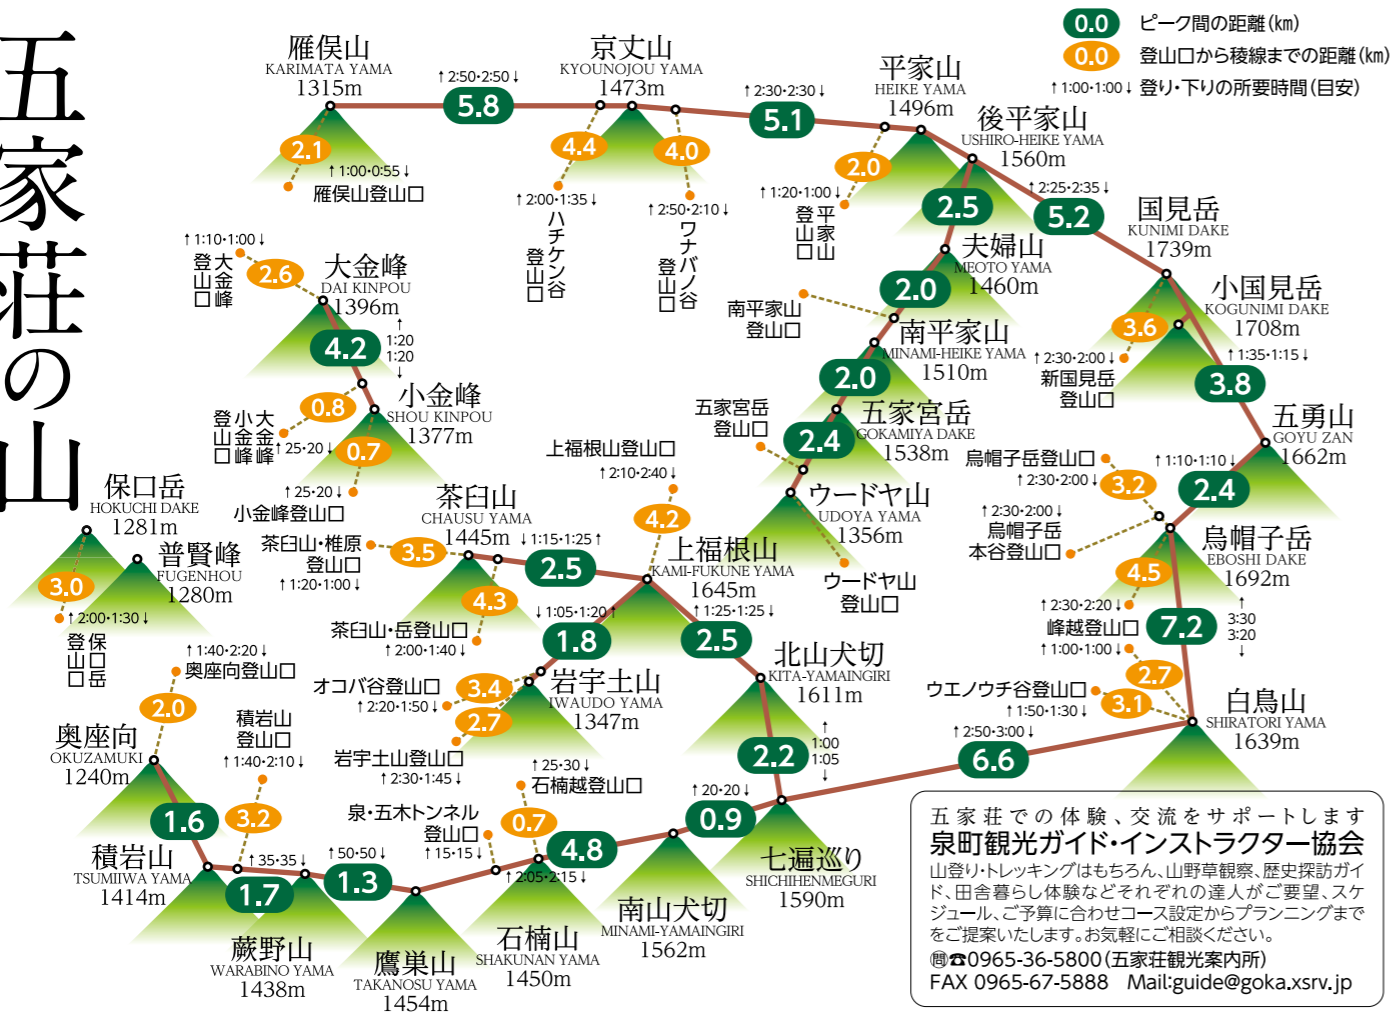 五家荘の山
0.0 ピーク間の距離(km)
0.0 登山口から稜線までの距離(km)
↑1:00・1:00↓ 登り・下りの所要時間(目安)
雁俣山
KARIMATA YAMA
1315m
↑2:50・2:50↓
5.8
2.1
↑1:00・0:55↓
雁俣山登山口
京丈山
KYOUNOJOU YAMA
1473m
4.4
↑2:00・1:35↓
ハチケン谷
登山口
4.0
↑2:50・2:10↓
ワナバノ谷
登山口
↑2:30・2:30↓
5.1
平家山
HEIKE YAMA
1496m
2.0
↑1:20・1:00↓
平家山
登山口
後平家山
USHIRO-HEIKE YAMA
1560m
↑2:25・2:35↓
5.2
2.5
国見岳
KUNIMI DAKE
1739m
小国見岳
KOGUNIMI DAKE
1708m
3.6
↑2:30・2:00↓
新国見岳
登山口
↑1:35・1:15↓
3.8
夫婦山
MEOTO YAMA
1460m
2.0
南平家山
登山口
南平家山
MINAMI-HEIKE YAMA
1510m
2.0
五家宮岳
登山口
五家宮岳
GOKAMIYA DAKE
1538m
2.4
ウードヤ山
UDOYA YAMA
1356m
ウードヤ山
登山口
五勇山
GOYU ZAN
1662m
↑1:10・1:10↓
2.4
烏帽子岳登山口
↑2:30・2:00↓
3.2
↑2:30・2:00↓
烏帽子岳
本谷登山口
烏帽子岳
EBOSHI DAKE
1692m
4.5
↑2:30・2:20↓
峰越登山口
↑1:00・1:00↓
7.2
↑
3:30
3:20
↓
2.7
ウエノウチ谷登山口
↑1:50・1:30↓
3.1
白鳥山
SHIRATORI YAMA
1639m
↑2:50・3:00↓
6.6
↑1:10・1:00↓
大金峰
登山口
2.6
大金峰
DAI KINPOU
1396m
4.2
↑
1:20
1:20
↓
大金峰
小金峰
登山口
0.8
↑25・20↓
小金峰
SHOU KINPOU
1377m
0.7
↑25・20↓
小金峰登山口
保口岳
HOKUCHI DAKE
1281m
3.0
↑2:00・1:30↓
保口岳
登山口
普賢峰
FUGENHOU
1280m
茶臼山
CHAUSU YAMA
1445m
茶臼山・椎原
登山口
↑1:20・1:00↓
3.5
4.3
茶臼山・岳登山口
↑2:00・1:40↓
↓1:15・1:25↑
2.5
上福根山登山口
↑2:10・2:40↓
4.2
上福根山
KAMI-FUKUNE YAMA
1645m
↓1:05・1:20↑
1.8
↑1:25・1:25↓
2.5
オコバ谷登山口
↑2:20・1:50↓
3.4
2.7
岩宇土山登山口
↑2:30・1:45↓
岩宇土山
IWAUDO YAMA
1347m
北山犬切
KITA-YAMAINGIRI
1611m
2.2
↑
1:00
1:05
↓
七遍巡り
SHICHIHENMEGURI
1590m
↑20・20↓
0.9
南山犬切
MINAMI-YAMAINGIRI
1562m
4.8
↑2:05・2:15↓
↑25・30↓
石楠越登山口
0.7
石楠山
SHAKUNAN YAMA
1450m
泉・五木トンネル
登山口
↑15・15↓
鷹巣山
TAKANOSU YAMA
1454m
↑50・50↓
1.3
蕨野山
WARABINO YAMA
1438m
↑35・35↓
1.7
積岩山
登山口
↑1:40・2:10↓
3.2
積岩山
TSUMIIWA YAMA
1414m
1.6
奥座向
OKUZAMUKI
1240m
2.0
↑1:40・2:20↓
奥座向登山口
五家荘での体験、交流をサポートします
泉町観光ガイド・インストラクター協会
山登り・トレッキングはもちろん、山野草観察、歴史探訪ガイ
ド、田舎暮らし体験などそれぞれの達人がご要望、スケ
ジュール、ご予算に合わせコース設定からプランニングまで
をご提案いたします。お気軽にご相談ください。
㉄☎0965-36-5800(五家荘観光案内所)
FAX 0965-67-5888 Mail:guide@goka.xsrv.jp